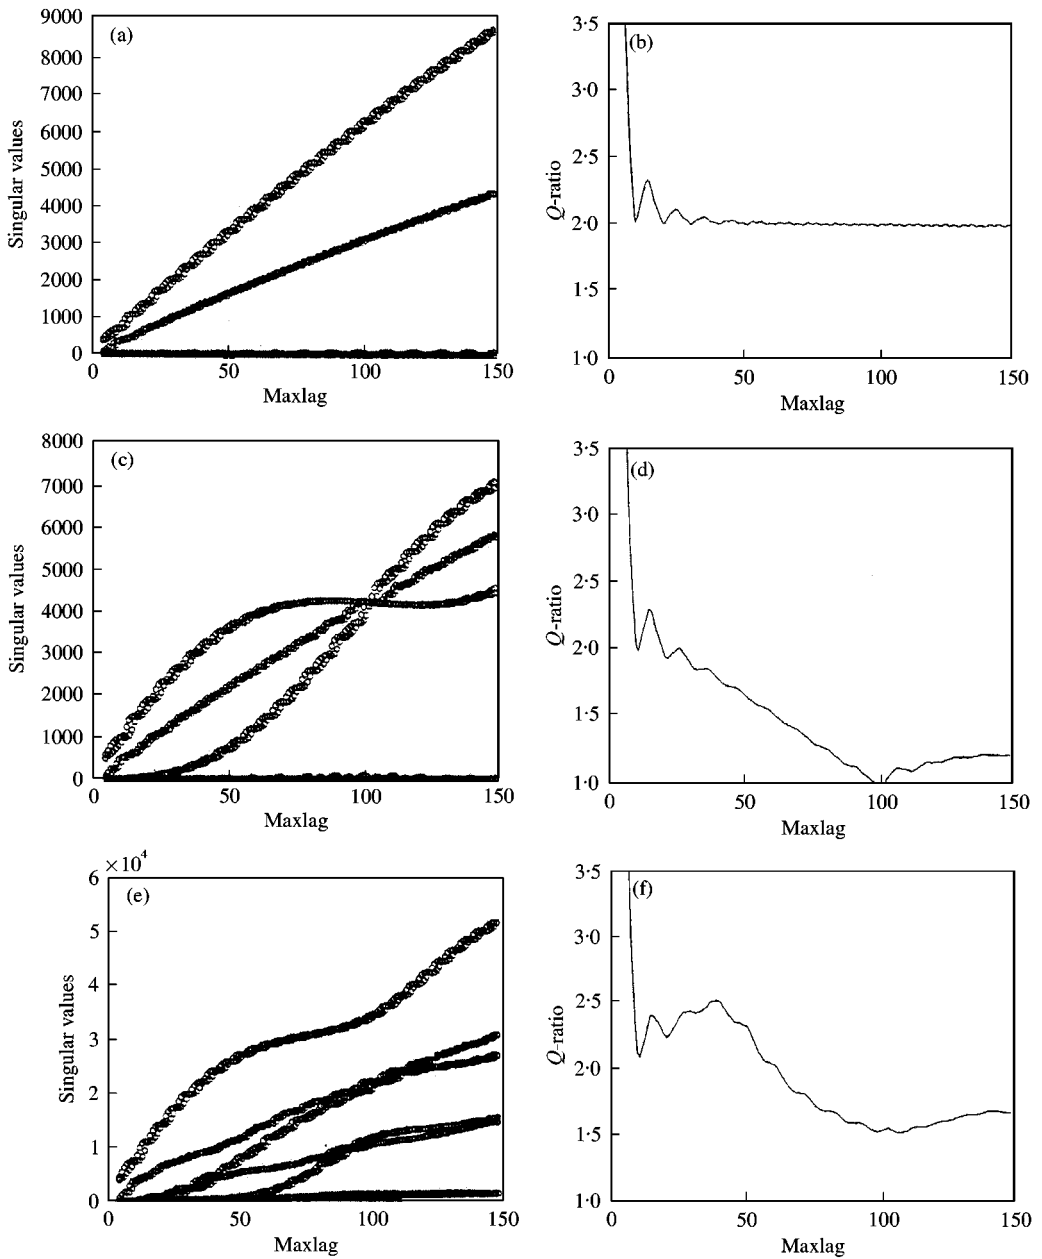 (a)
9000
8000
7000
6000
5000
4000
3000
2000
1000
0
Singular values
0 50 100 150
Maxlag
(b)
3·5
3·0
2·5
2·0
1·5
1·0
Q-ratio
0 50 100 150
Maxlag
(c)
8000
7000
6000
5000
4000
3000
2000
1000
0
Singular values
0 50 100 150
Maxlag
(d)
3·5
3·0
2·5
2·0
1·5
1·0
Q-ratio
0 50 100 150
Maxlag
×10⁴
(e)
6
5
4
3
2
1
0
Singular values
0 50 100 150
Maxlag
(f)
3·5
3·0
2·5
2·0
1·5
1·0
Q-ratio
0 50 100 150
Maxlag